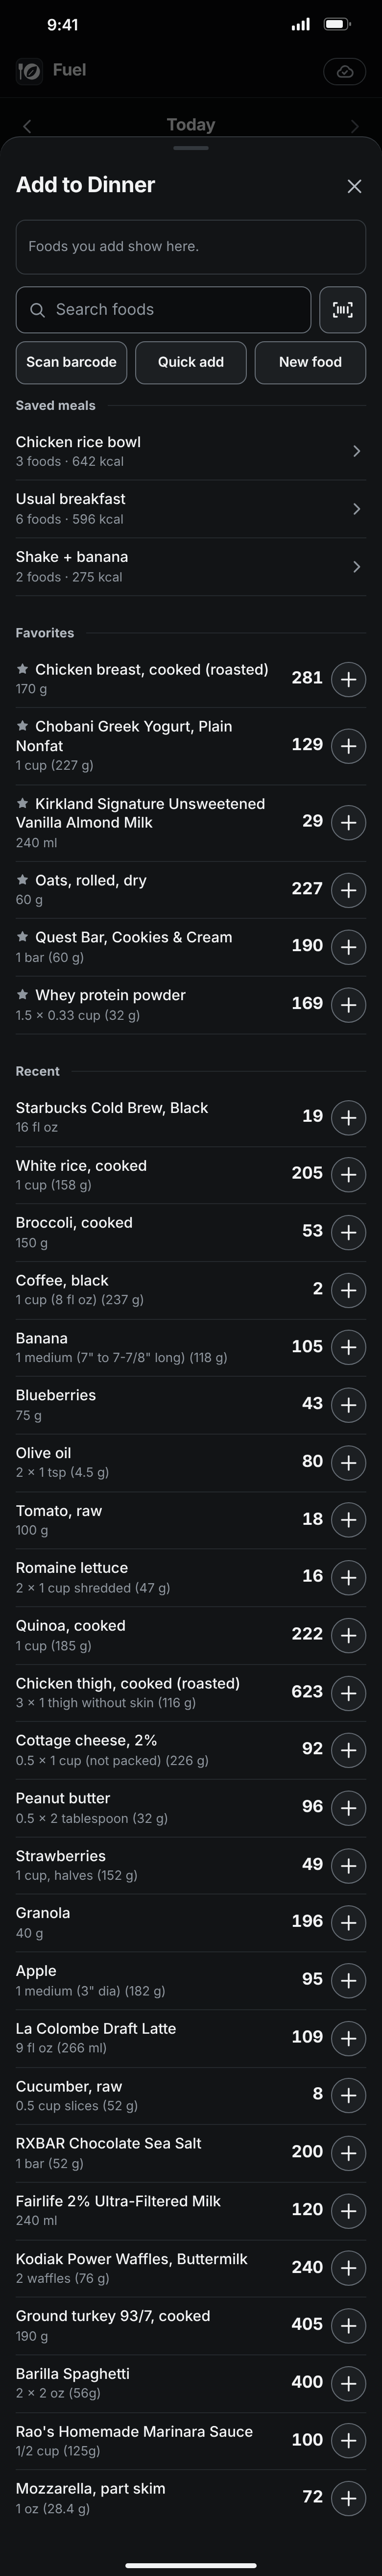 9:41
Fuel
Today
Add to Dinner
Foods you add show here.
Search foods
Scan barcode
Quick add
New food
Saved meals
Chicken rice bowl
3 foods · 642 kcal
Usual breakfast
6 foods · 596 kcal
Shake + banana
2 foods · 275 kcal
Favorites
Chicken breast, cooked (roasted)
170 g
281
Chobani Greek Yogurt, Plain
Nonfat
1 cup (227 g)
129
Kirkland Signature Unsweetened
Vanilla Almond Milk
240 ml
29
Oats, rolled, dry
60 g
227
Quest Bar, Cookies & Cream
1 bar (60 g)
190
Whey protein powder
1.5 × 0.33 cup (32 g)
169
Recent
Starbucks Cold Brew, Black
16 fl oz
19
White rice, cooked
1 cup (158 g)
205
Broccoli, cooked
150 g
53
Coffee, black
1 cup (8 fl oz) (237 g)
2
Banana
1 medium (7" to 7-7/8" long) (118 g)
105
Blueberries
75 g
43
Olive oil
2 × 1 tsp (4.5 g)
80
Tomato, raw
100 g
18
Romaine lettuce
2 × 1 cup shredded (47 g)
16
Quinoa, cooked
1 cup (185 g)
222
Chicken thigh, cooked (roasted)
3 × 1 thigh without skin (116 g)
623
Cottage cheese, 2%
0.5 × 1 cup (not packed) (226 g)
92
Peanut butter
0.5 × 2 tablespoon (32 g)
96
Strawberries
1 cup, halves (152 g)
49
Granola
40 g
196
Apple
1 medium (3" dia) (182 g)
95
La Colombe Draft Latte
9 fl oz (266 ml)
109
Cucumber, raw
0.5 cup slices (52 g)
8
RXBAR Chocolate Sea Salt
1 bar (52 g)
200
Fairlife 2% Ultra-Filtered Milk
240 ml
120
Kodiak Power Waffles, Buttermilk
2 waffles (76 g)
240
Ground turkey 93/7, cooked
190 g
405
Barilla Spaghetti
2 × 2 oz (56g)
400
Rao's Homemade Marinara Sauce
1/2 cup (125g)
100
Mozzarella, part skim
1 oz (28.4 g)
72